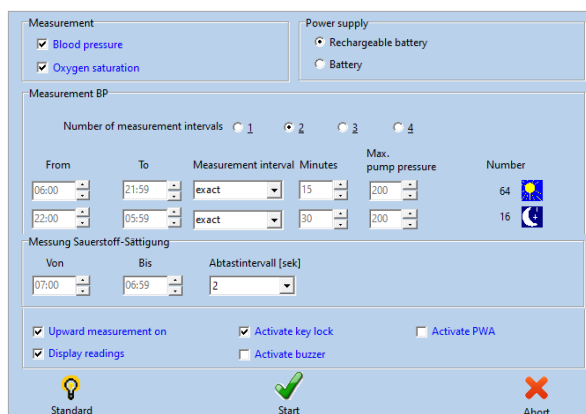 Measurement
Power supply
Blood pressure
Rechargeable battery
Oxygen saturation
Battery
Measurement BP
Number of measurement intervals 1 2 3 4
From To Measurement interval Minutes Max. pump pressure Number
06:00 21:59 exact 15 200 64
22:00 05:59 exact 30 200 16
Messung Sauerstoff-Sättigung
Von Bis Abtastintervall [sek]
07:00 06:59 2
Upward measurement on Activate key lock Activate PWA
Display readings Activate buzzer
Standard Start Abort